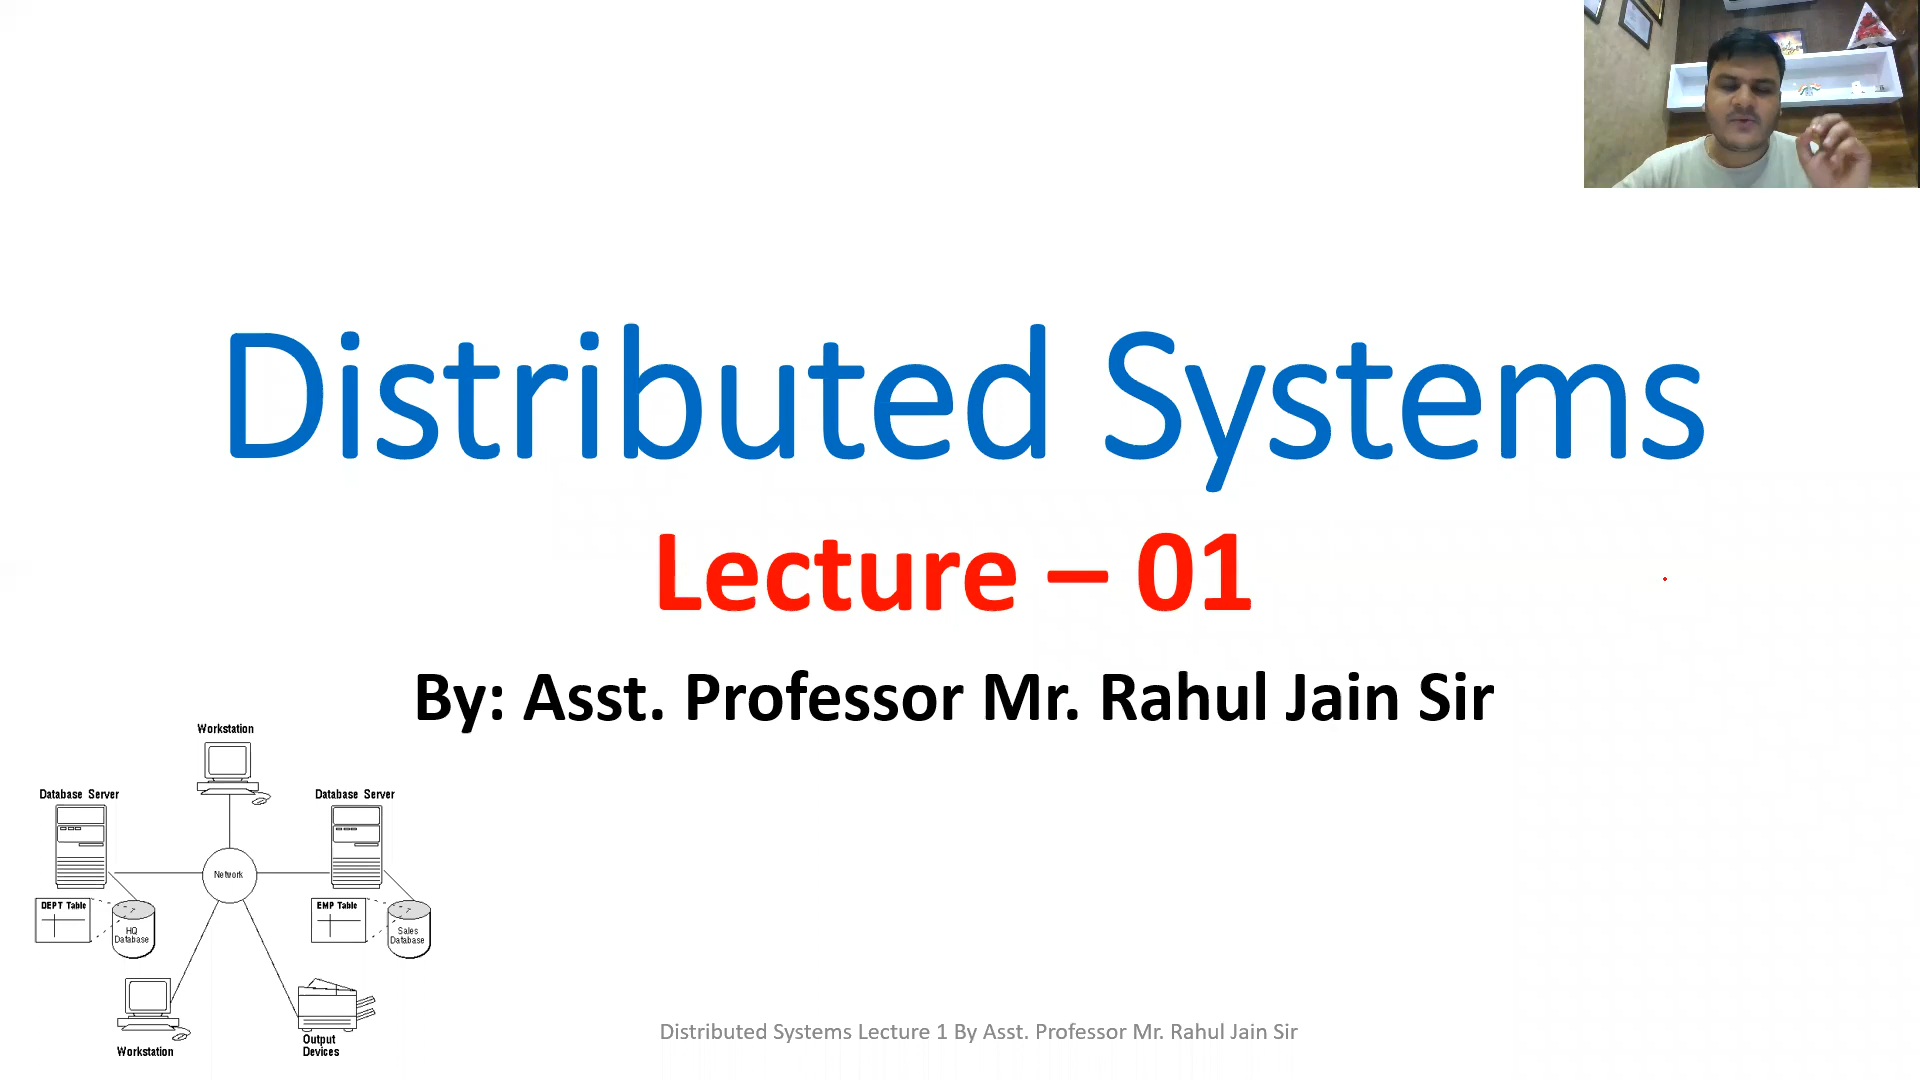 Distributed Systems
Lecture – 01
By: Asst. Professor Mr. Rahul Jain Sir
Workstation
Database Server
Database Server
Network
DEPT Table
HQ
Database
EMP Table
Sales
Database
Workstation
Output
Devices
Distributed Systems Lecture 1 By Asst. Professor Mr. Rahul Jain Sir